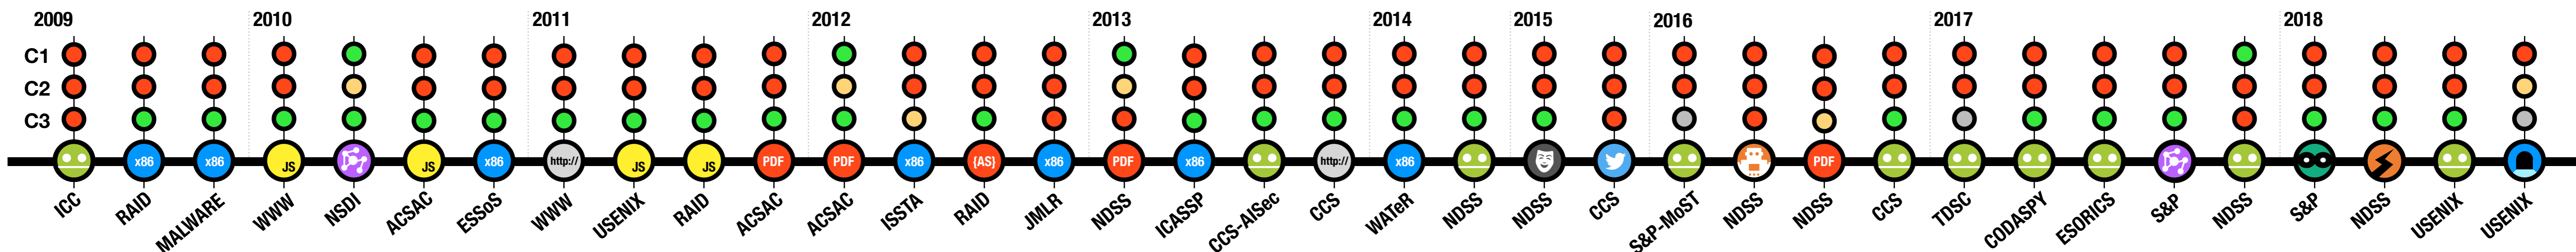 2009 2010 2011 2012 2013 2014 2015 2016 2017 2018
C1
C2
C3
x86 x86 JS JS x86 http:// JS JS PDF PDF x86 {AS} x86 PDF x86 http:// x86 PDF
ICC RAID MALWARE WWW NSDI ACSAC ESSoS WWW USENIX RAID ACSAC ACSAC ISSTA RAID JMLR NDSS ICASSP CCS-AISec CCS WATeR NDSS NDSS CCS S&P-MoST NDSS NDSS CCS TDSC CODASPY ESORICS S&P NDSS S&P NDSS USENIX USENIX